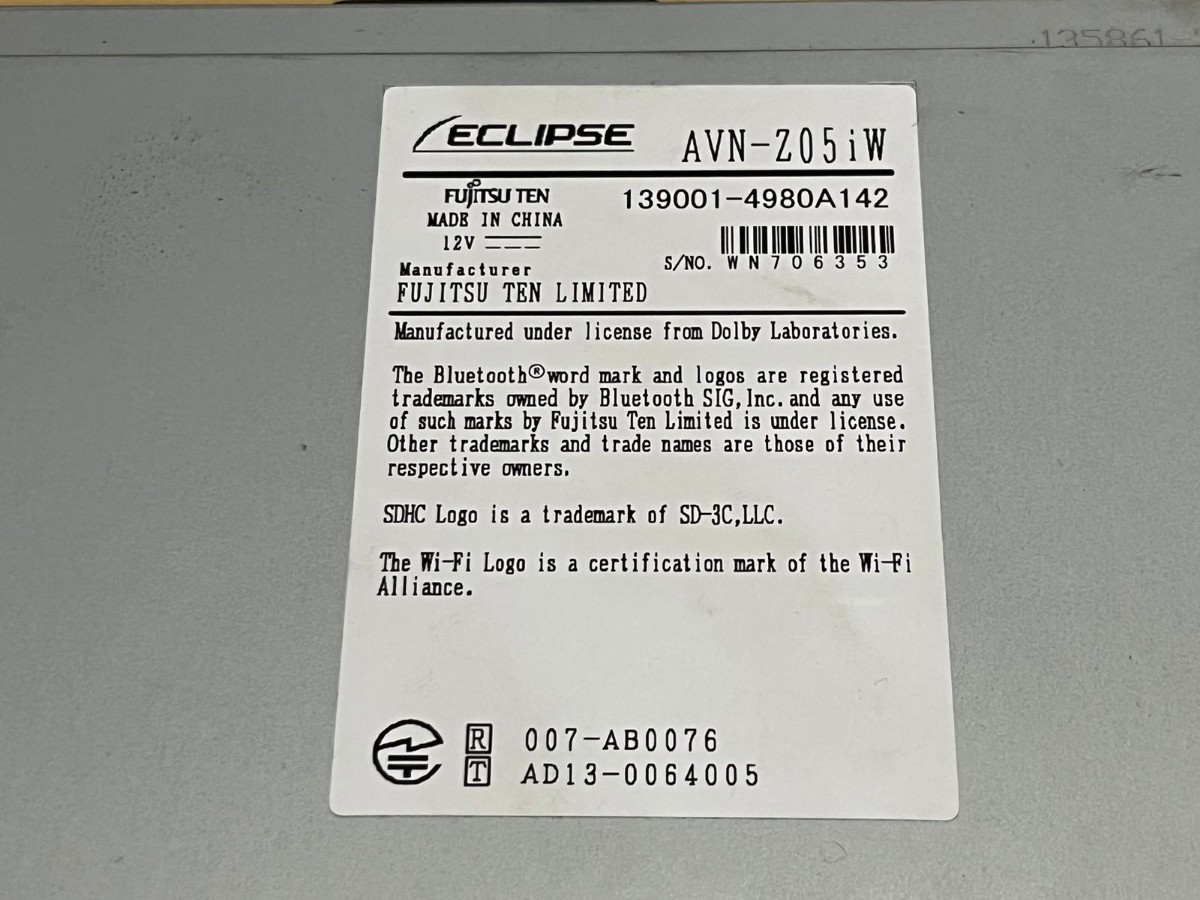 135861
ECLIPSE AVN-Z05iW
FUJITSU TEN 139001-4980A142
MADE IN CHINA
12V
S/NO. WN706353
Manufacturer
FUJITSU TEN LIMITED
Manufactured under license from Dolby Laboratories.
The Bluetooth®word mark and logos are registered
trademarks owned by Bluetooth SIG,Inc.and any use
of such marks by Fujitsu Ten Limited is under license.
Other trademarks and trade names are those of their
respective owners.
SDHC Logo is a trademark of SD-3C,LLC.
The Wi-Fi Logo is a certification mark of the Wi-Fi
Alliance.
R 007-AB0076
T AD13-0064005